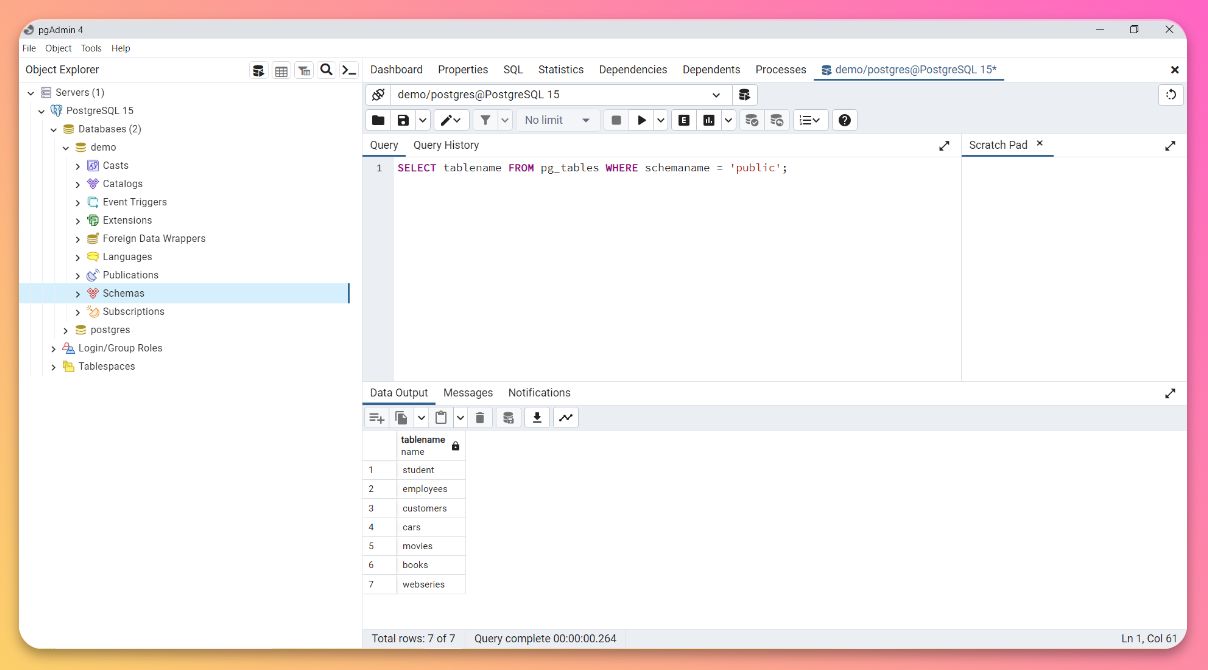 pgAdmin 4
File Object Tools Help
Object Explorer
Servers (1)
PostgreSQL 15
Databases (2)
demo
Casts
Catalogs
Event Triggers
Extensions
Foreign Data Wrappers
Languages
Publications
Schemas
Subscriptions
postgres
Login/Group Roles
Tablespaces
Dashboard Properties SQL Statistics Dependencies Dependents Processes demo/postgres@PostgreSQL 15*
demo/postgres@PostgreSQL 15
No limit
E
Query Query History
1 SELECT tablename FROM pg_tables WHERE schemaname = 'public';
Scratch Pad
Data Output Messages Notifications
tablename
name
1 student
2 employees
3 customers
4 cars
5 movies
6 books
7 webseries
Total rows: 7 of 7 Query complete 00:00:00.264 Ln 1, Col 61